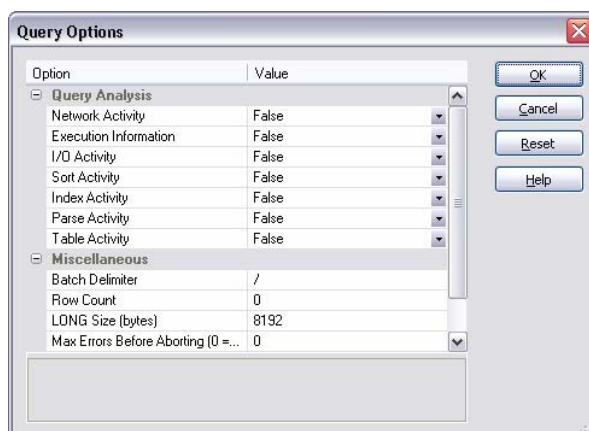 Query Options
Option Value
Query Analysis
Network Activity False
Execution Information False
I/O Activity False
Sort Activity False
Index Activity False
Parse Activity False
Table Activity False
Miscellaneous
Batch Delimiter /
Row Count 0
LONG Size (bytes) 8192
Max Errors Before Aborting (0 =... 0
OK
Cancel
Reset
Help